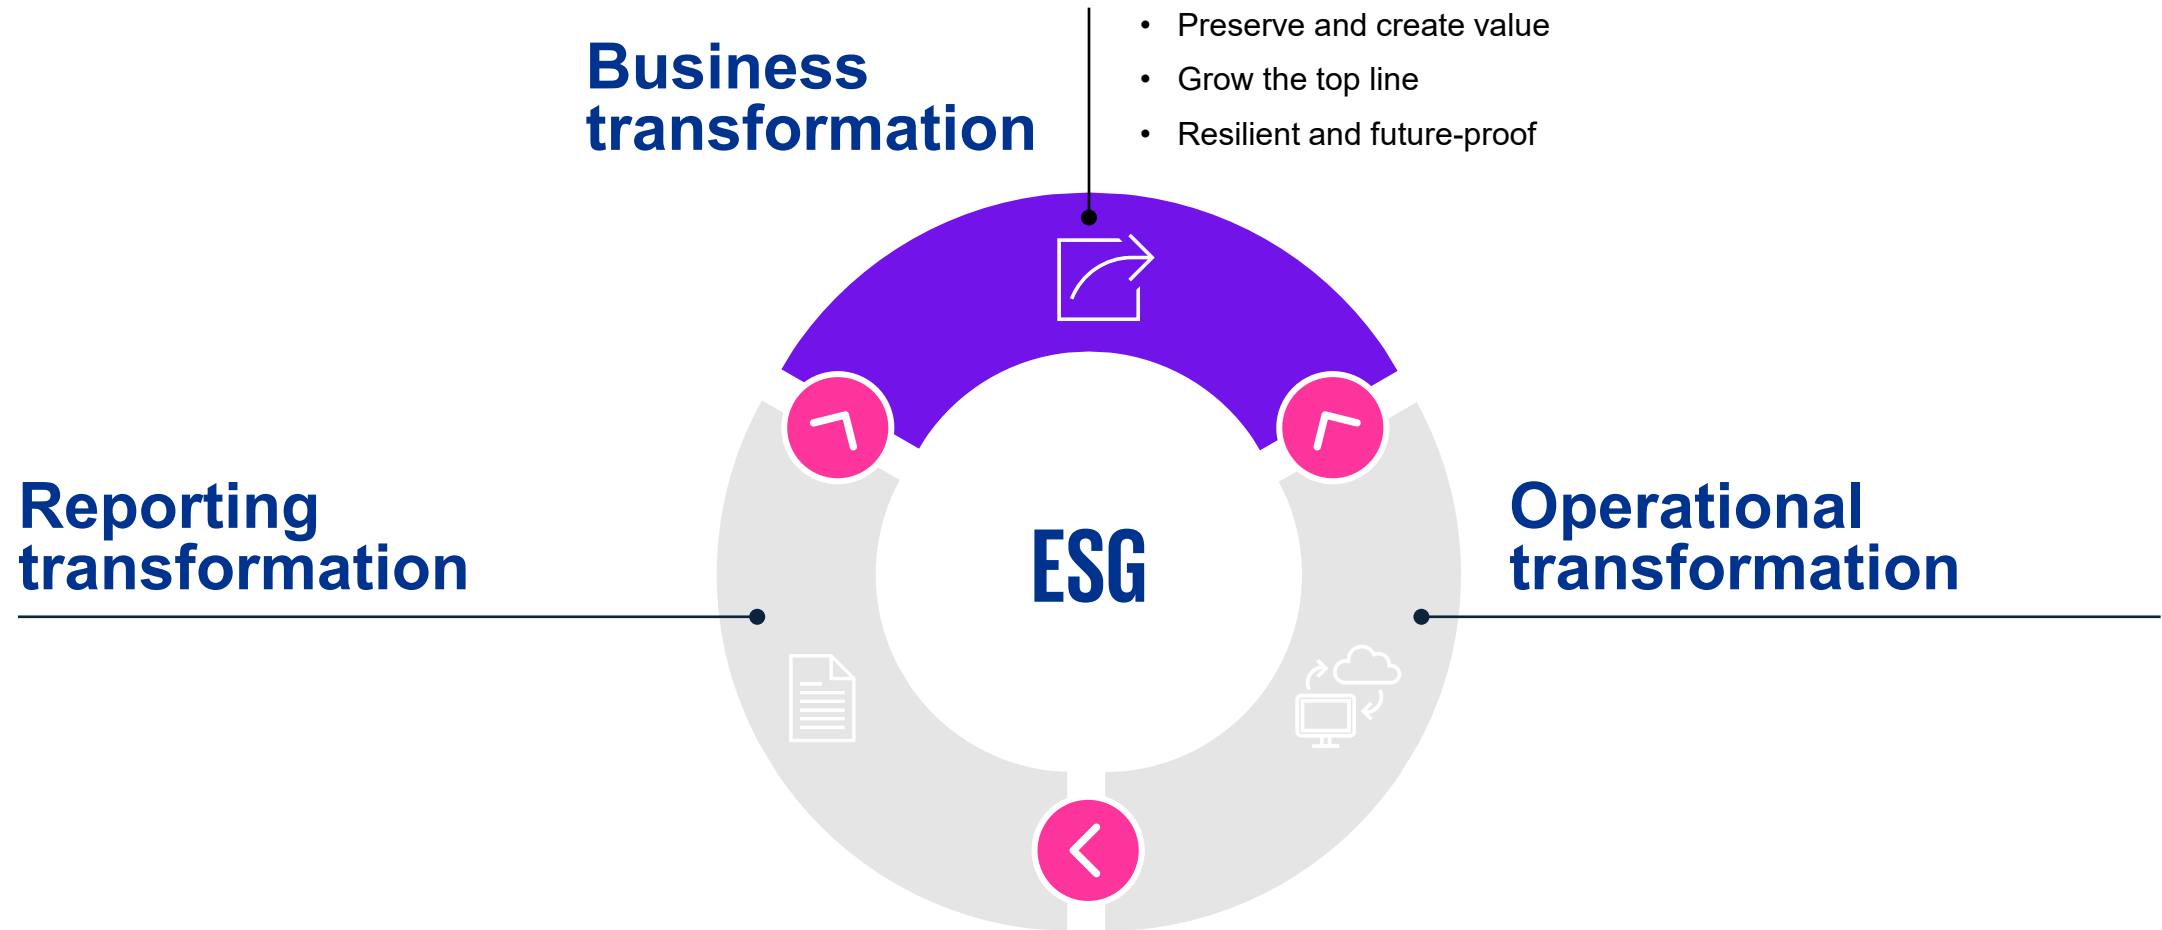 Business
transformation
• Preserve and create value
• Grow the top line
• Resilient and future-proof
Reporting
transformation
ESG
Operational
transformation